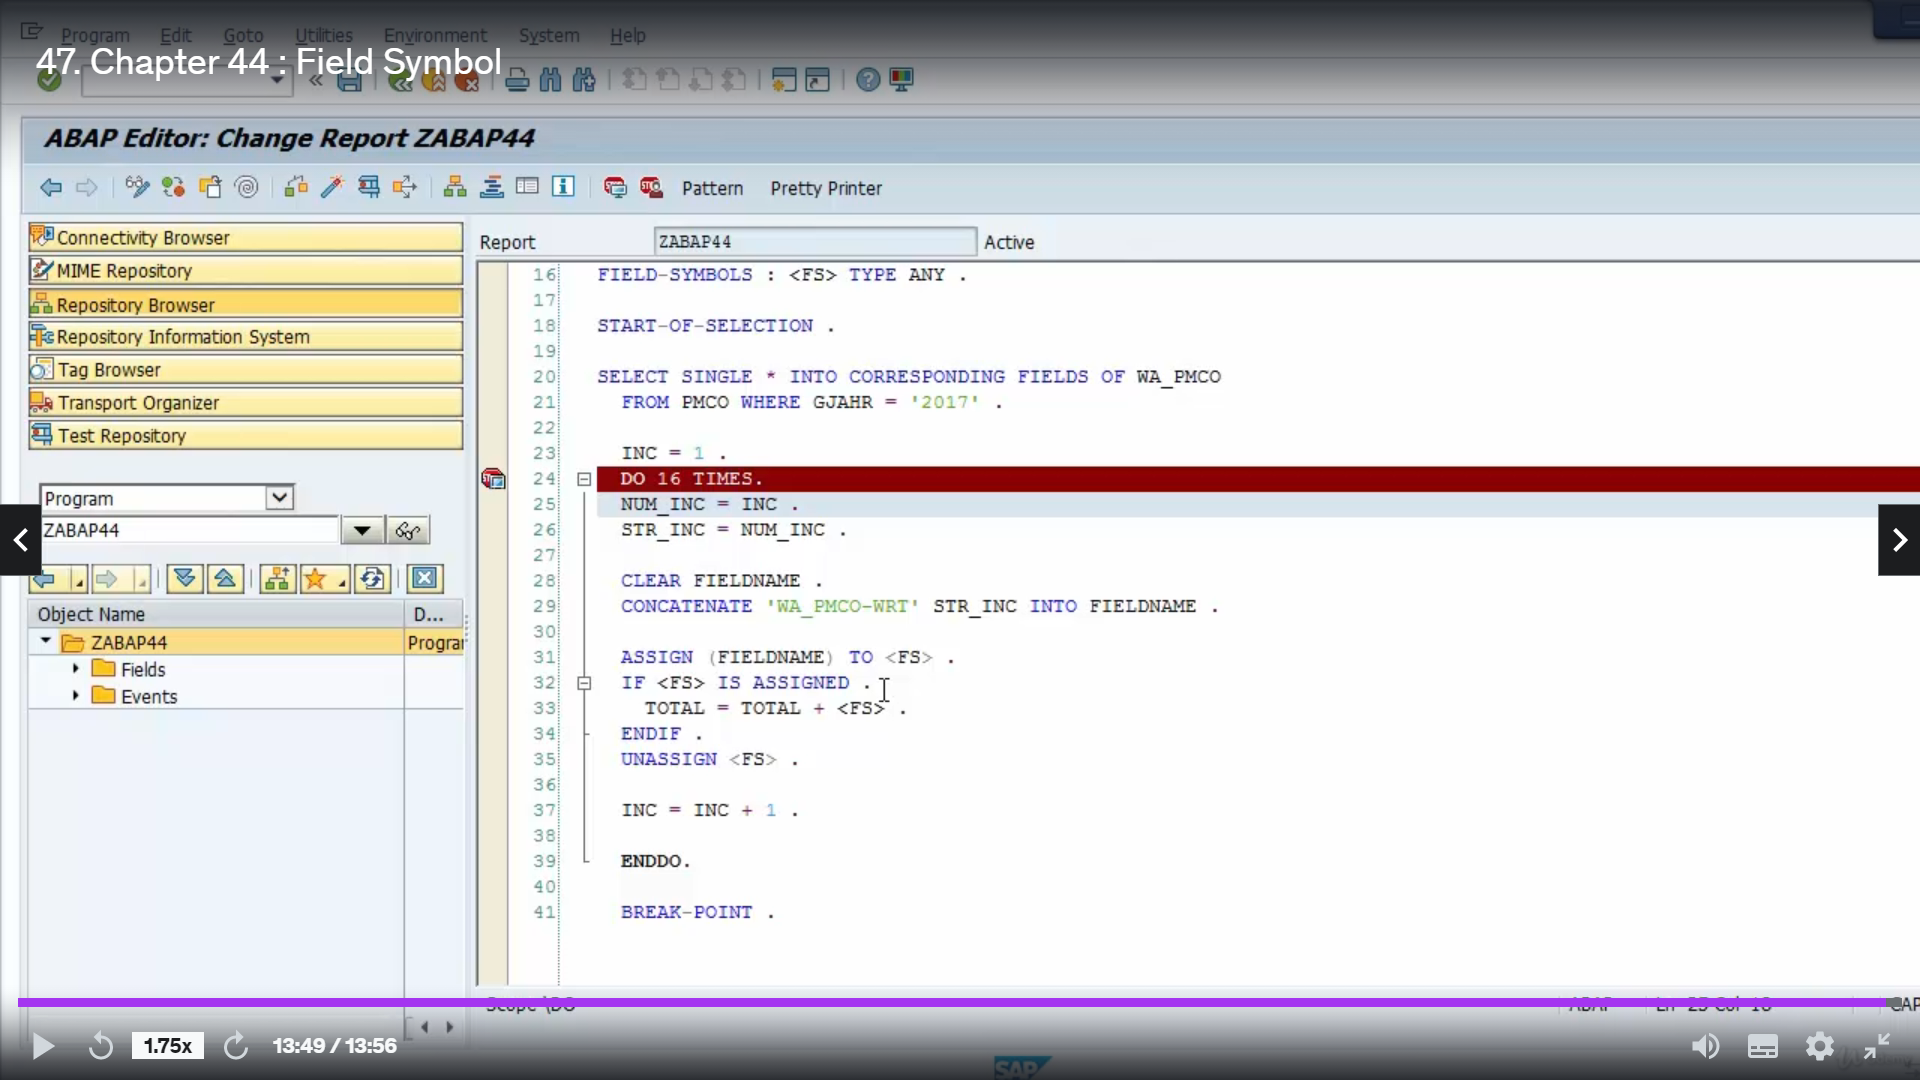 Program Edit Goto Utilities Environment System Help
47. Chapter 44 : Field Symbol
ABAP Editor: Change Report ZABAP44
Pattern Pretty Printer
Connectivity Browser
MIME Repository
Repository Browser
Repository Information System
Tag Browser
Transport Organizer
Test Repository
Program
ZABAP44
Object Name D...
ZABAP44 Progra
Fields
Events
Report ZABAP44 Active
16 FIELD-SYMBOLS : <FS> TYPE ANY .
17
18 START-OF-SELECTION .
19
20 SELECT SINGLE * INTO CORRESPONDING FIELDS OF WA_PMCO
21 FROM PMCO WHERE GJAHR = '2017' .
22
23 INC = 1 .
24 DO 16 TIMES.
25 NUM_INC = INC .
26 STR_INC = NUM_INC .
27
28 CLEAR FIELDNAME .
29 CONCATENATE 'WA_PMCO-WRT' STR_INC INTO FIELDNAME .
30
31 ASSIGN (FIELDNAME) TO <FS> .
32 IF <FS> IS ASSIGNED .
33 TOTAL = TOTAL + <FS> .
34 ENDIF .
35 UNASSIGN <FS> .
36
37 INC = INC + 1 .
38
39 ENDDO.
40
41 BREAK-POINT .
Scope \DO ABAP
1.75x 13:49 / 13:56
SAP